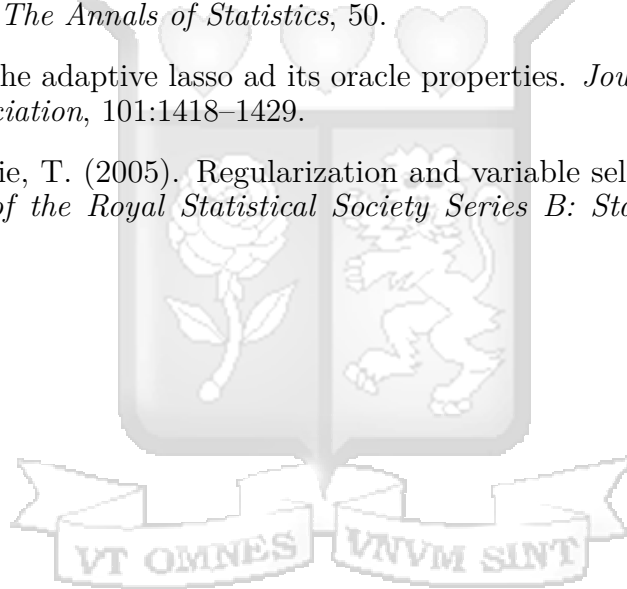 The Annals of Statistics, 50.
he adaptive lasso ad its oracle properties. Jou
ciation, 101:1418–1429.
ie, T. (2005). Regularization and variable sel
of the Royal Statistical Society Series B: Sta
VT OMNES VNVM SINT